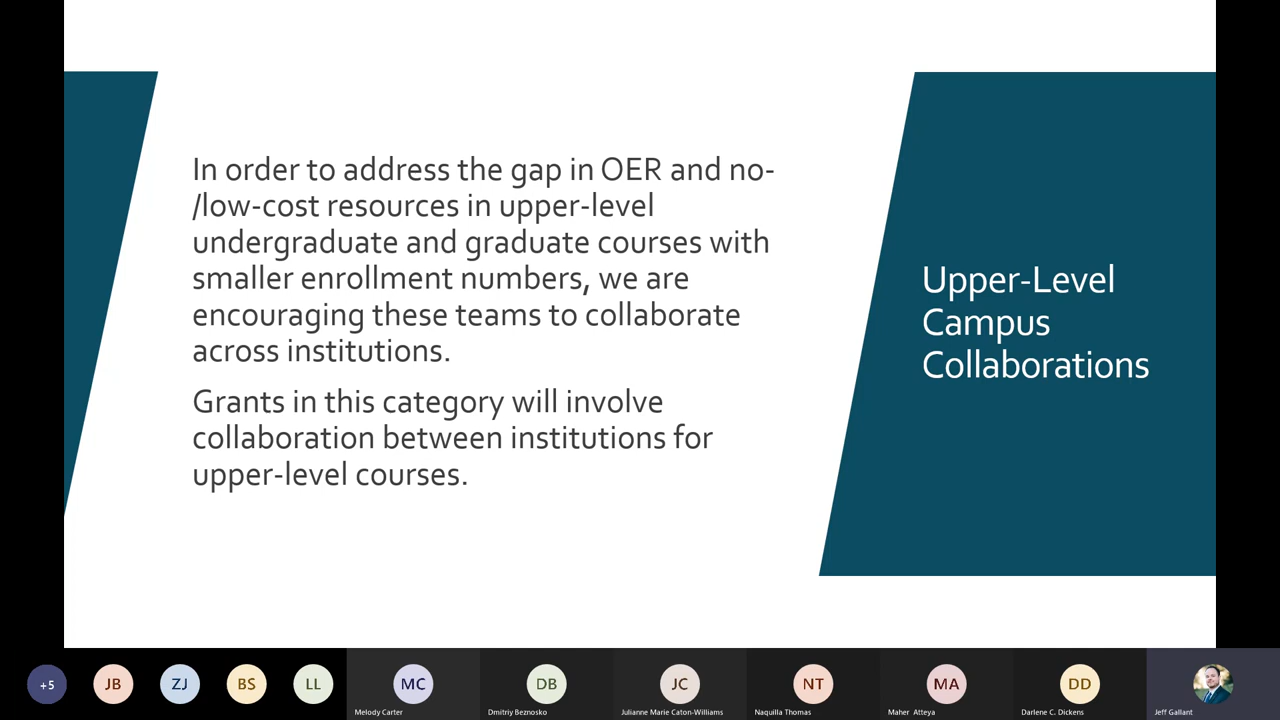 In order to address the gap in OER and no-
/low-cost resources in upper-level
undergraduate and graduate courses with
smaller enrollment numbers, we are
encouraging these teams to collaborate
across institutions.
Grants in this category will involve
collaboration between institutions for
upper-level courses.
Upper-Level
Campus
Collaborations
+5
JB
ZJ
BS
LL
MC
DB
JC
NT
MA
DD
Melody Carter
Dmitriy Beznosko
Julianne Marie Caton-Williams
Naquilla Thomas
Maher Atteya
Darlene C. Dickens
Jeff Gallant